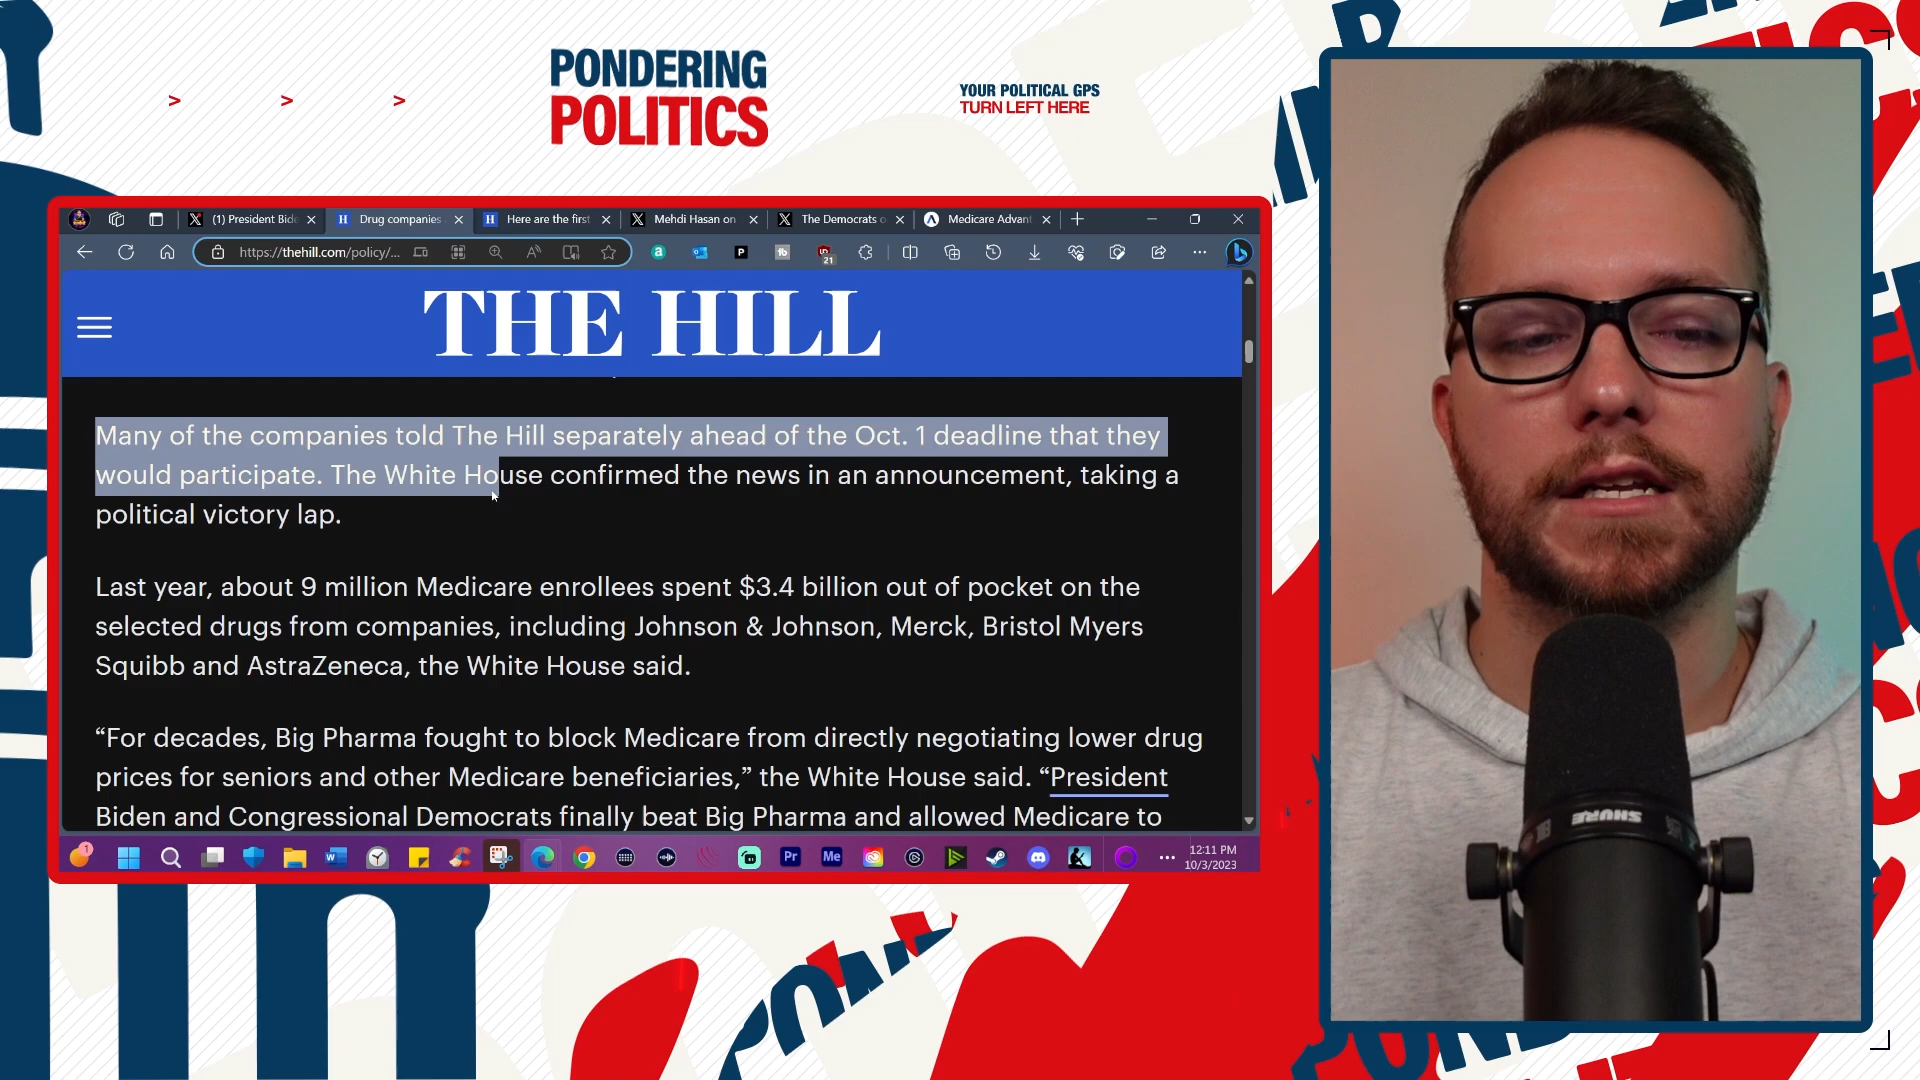 PONDERING
POLITICS
YOUR POLITICAL GPS
TURN LEFT HERE
(1) President Bide
Drug companies
Here are the first
Mehdi Hasan on
The Democrats o
Medicare Advant
https://thehill.com/policy/...
21
THE HILL
Many of the companies told The Hill separately ahead of the Oct. 1 deadline that they
would participate. The White House confirmed the news in an announcement, taking a
political victory lap.
Last year, about 9 million Medicare enrollees spent $3.4 billion out of pocket on the
selected drugs from companies, including Johnson & Johnson, Merck, Bristol Myers
Squibb and AstraZeneca, the White House said.
“For decades, Big Pharma fought to block Medicare from directly negotiating lower drug
prices for seniors and other Medicare beneficiaries,” the White House said. “President
Biden and Congressional Democrats finally beat Big Pharma and allowed Medicare to
12:11 PM
10/3/2023
SHURE